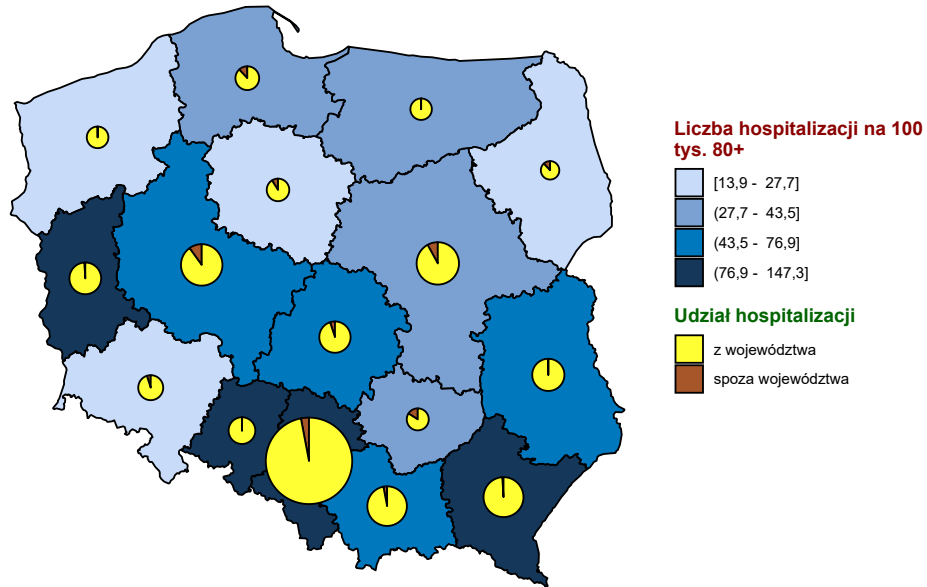 Liczba hospitalizacji na 100
tys. 80+
[13,9 - 27,7]
(27,7 - 43,5]
(43,5 - 76,9]
(76,9 - 147,3]
Udział hospitalizacji
z województwa
spoza województwa